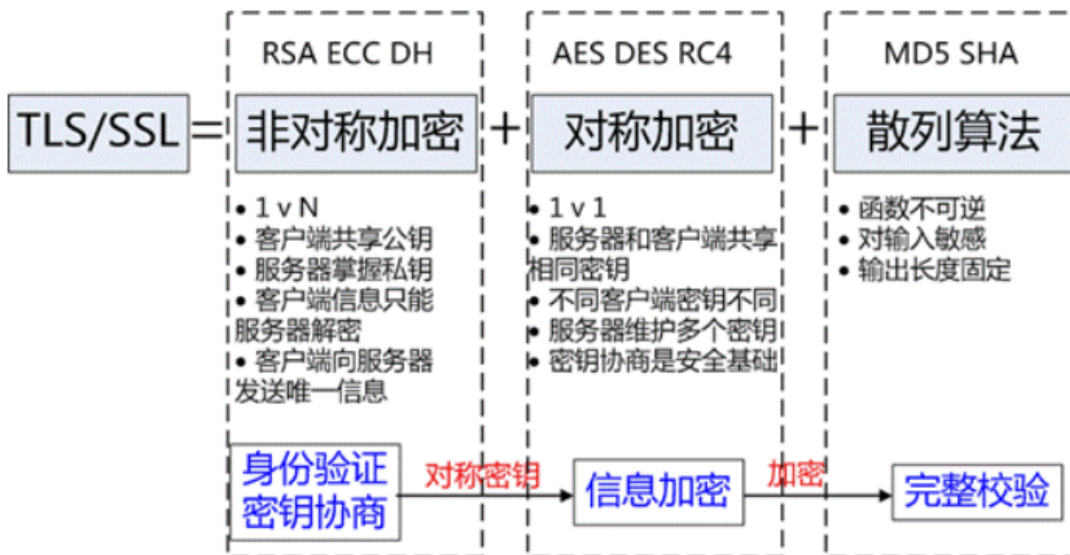 RSA ECC DH
AES DES RC4
MD5 SHA
TLS/SSL = 非对称加密 + 对称加密 + 散列算法
• 1 v N
• 客户端共享公钥
• 服务器掌握私钥
• 客户端信息只能
服务器解密
• 客户端向服务器
发送唯一信息
• 1 v 1
• 服务器和客户端共享
相同密钥
• 不同客户端密钥不同
• 服务器维护多个密钥
• 密钥协商是安全基础
• 函数不可逆
• 对输入敏感
• 输出长度固定
身份验证
密钥协商
对称密钥
信息加密
加密
完整校验